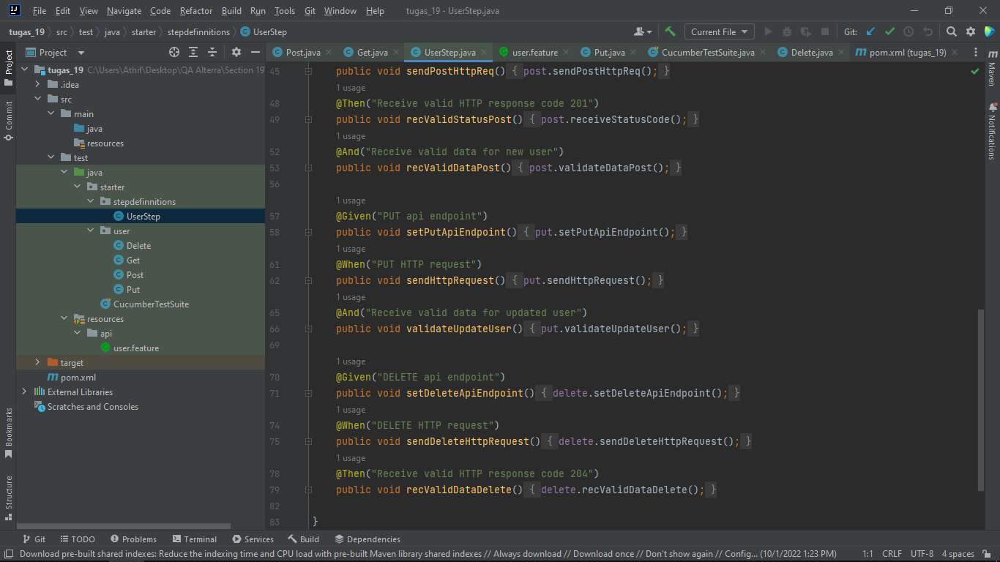 File Edit View Navigate Code Refactor Build Run Tools Git Window Help tugas_19 - UserStep.java
tugas_19 src test java starter stepdefinnitions UserStep Current File Git:
Project
Post.java Get.java UserStep.java user.feature Put.java CucumberTestSuite.java Delete.java pom.xml (tugas_19)
Project
Commit
Bookmarks
Structure
tugas_19 C:\Users\Athif\Desktop\QA Alterra\Section 19\
.idea
src
main
java
resources
test
java
starter
stepdefinnitions
UserStep
user
Delete
Get
Post
Put
CucumberTestSuite
resources
api
user.feature
target
pom.xml
External Libraries
Scratches and Consoles
45 public void sendPostHttpReq() { post.sendPostHttpReq(); }
1 usage
48 @Then("Receive valid HTTP response code 201")
49 public void recValidStatusPost() { post.receiveStatusCode(); }
1 usage
52 @And("Receive valid data for new user")
53 public void recValidDataPost() { post.validateDataPost(); }
56
1 usage
57 @Given("PUT api endpoint")
58 public void setPutApiEndpoint() { put.setPutApiEndpoint(); }
1 usage
61 @When("PUT HTTP request")
62 public void sendHttpRequest() { put.sendHttpRequest(); }
1 usage
65 @And("Receive valid data for updated user")
66 public void validateUpdateUser() { put.validateUpdateUser(); }
69
1 usage
70 @Given("DELETE api endpoint")
71 public void setDeleteApiEndpoint() { delete.setDeleteApiEndpoint(); }
1 usage
74 @When("DELETE HTTP request")
75 public void sendDeleteHttpRequest() { delete.sendDeleteHttpRequest(); }
1 usage
78 @Then("Receive valid HTTP response code 204")
79 public void recValidDataDelete() { delete.recValidDataDelete(); }
82
83 }
Maven
Notifications
Git TODO Problems Terminal Services Build Dependencies
Download pre-built shared indexes: Reduce the indexing time and CPU load with pre-built Maven library shared indexes // Always download // Download once // Don't show again // Config... (10/1/2022 1:23 PM) 1:1 CRLF UTF-8 4 spaces